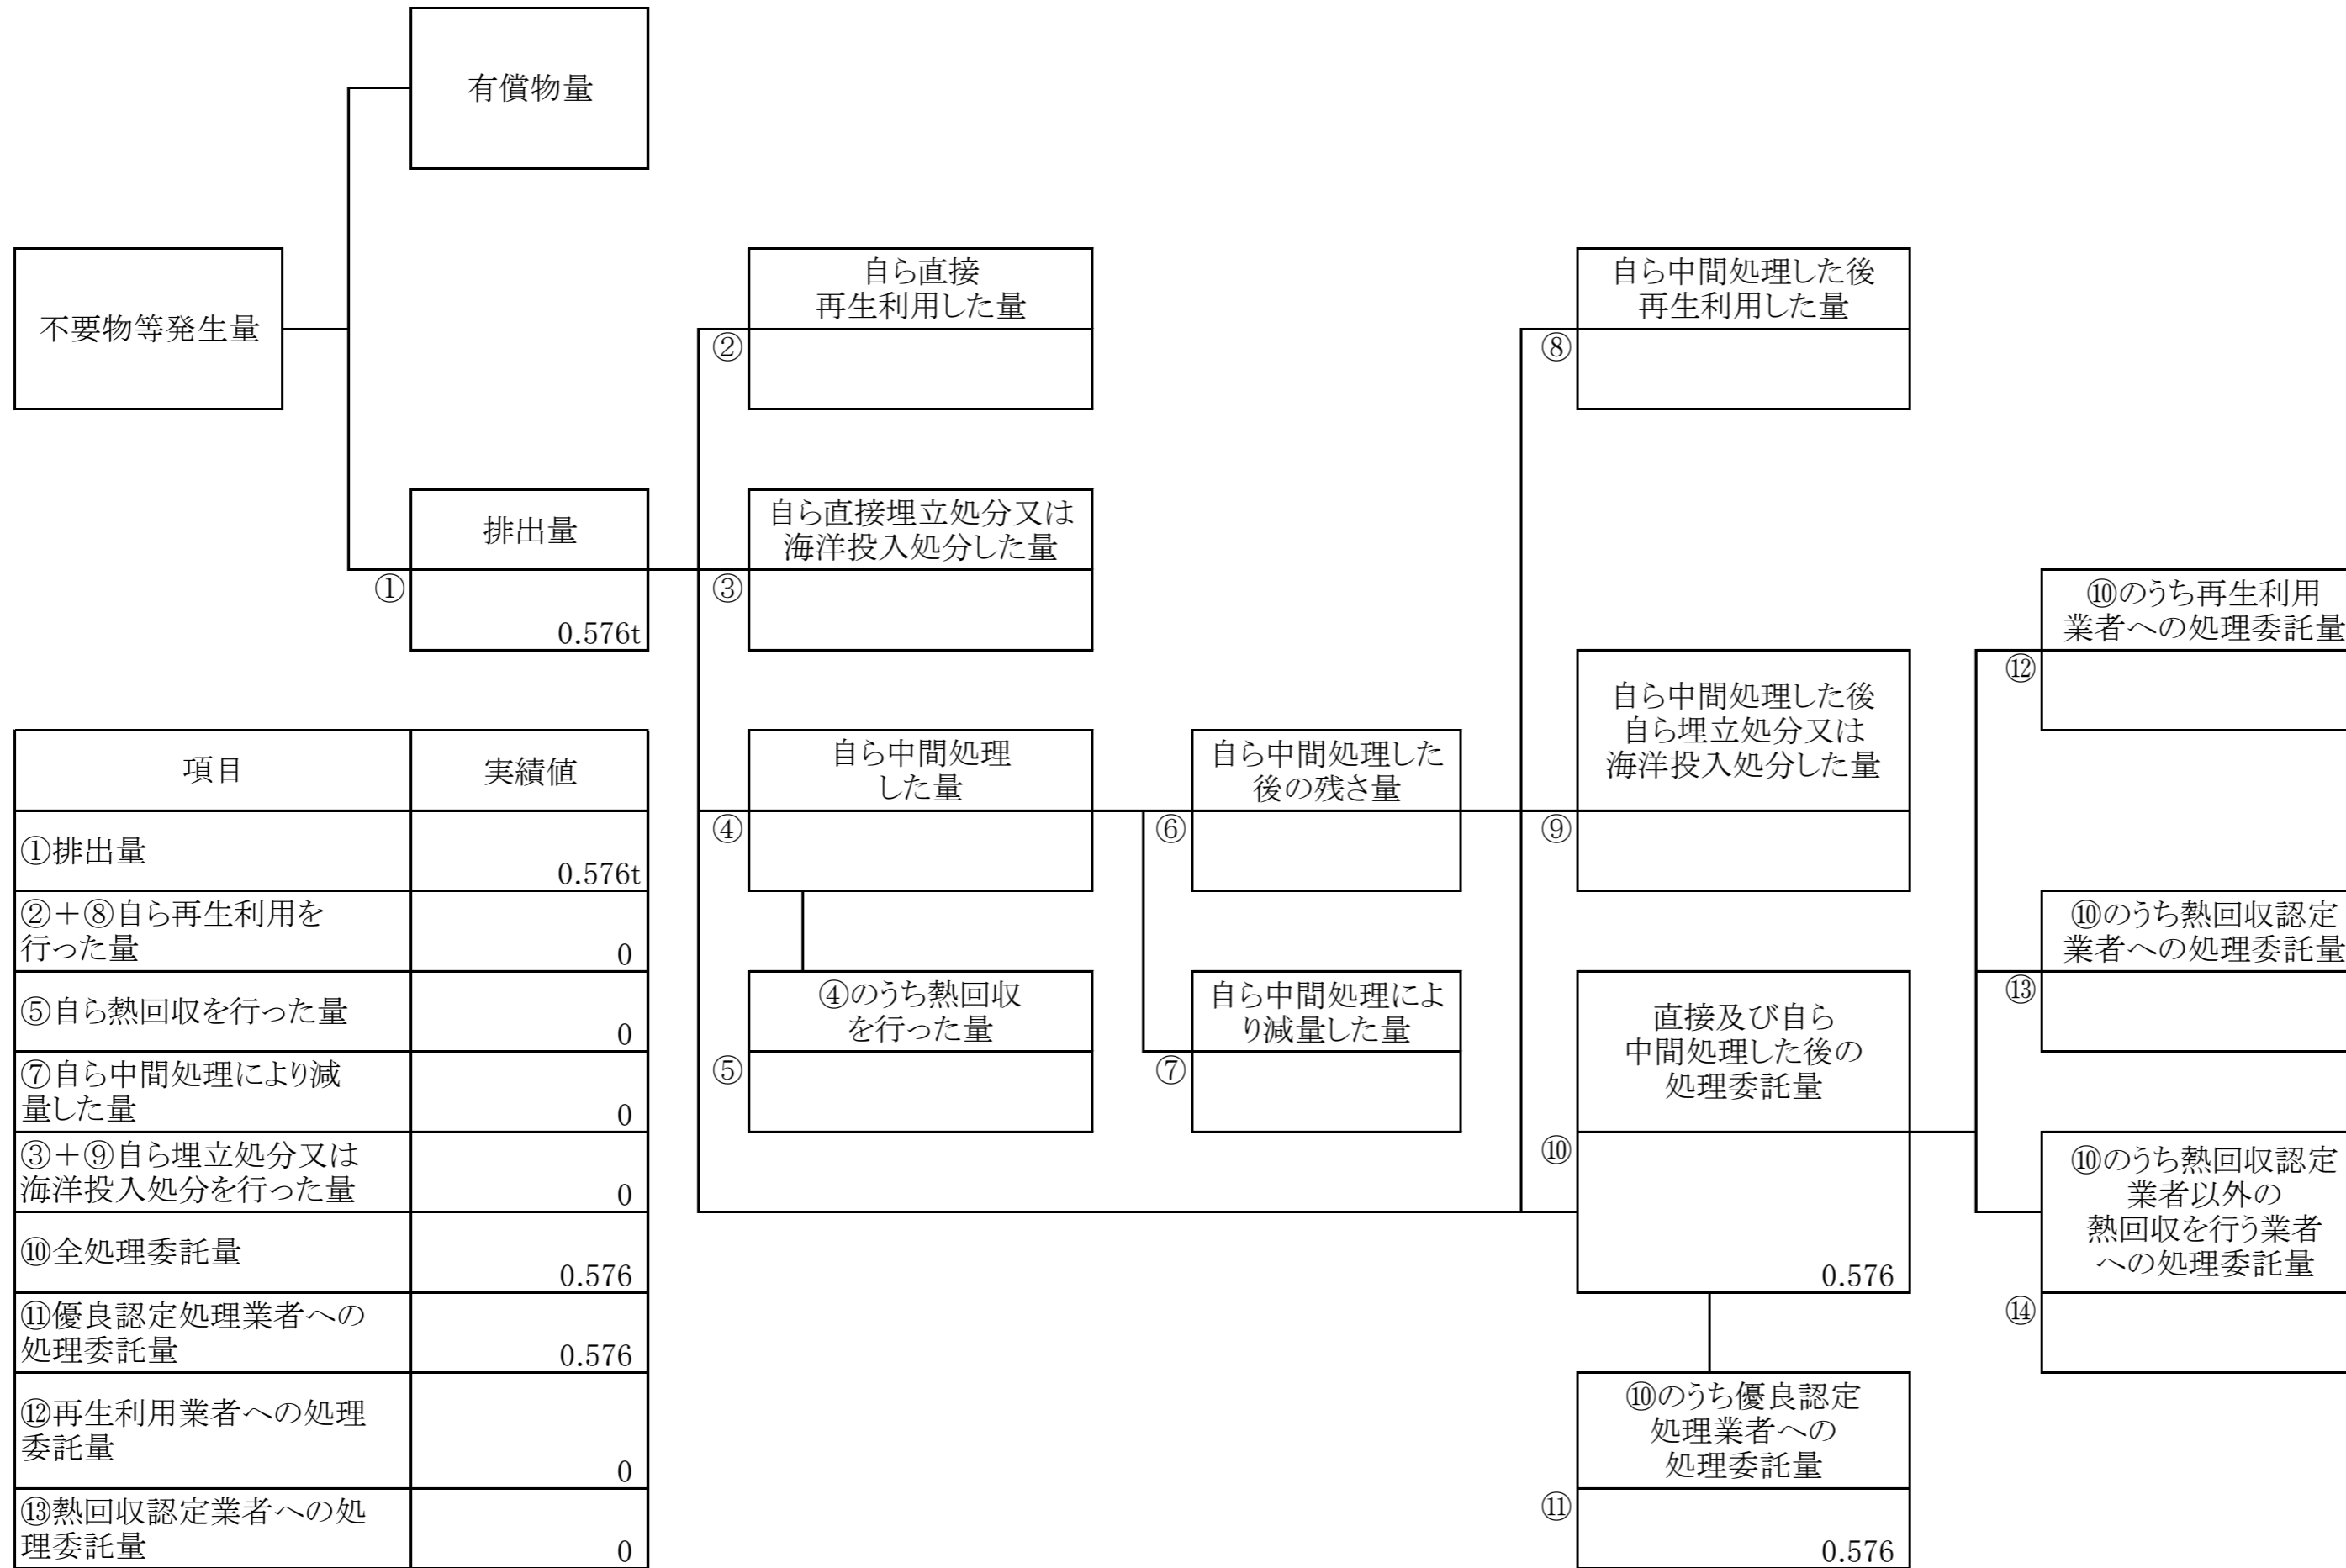 有償物量
不要物等発生量
自ら直接
再生利用した量
②
自ら中間処理した後
再生利用した量
⑧
排出量
①
0.576t
自ら直接埋立処分又は
海洋投入処分した量
③
⑩のうち再生利用
業者への処理委託量
⑫
自ら中間処理
した量
④
自ら中間処理した
後の残さ量
⑥
自ら中間処理した後
自ら埋立処分又は
海洋投入処分した量
⑨
⑩のうち熱回収認定
業者への処理委託量
⑬
④のうち熱回収
を行った量
⑤
自ら中間処理によ
り減量した量
⑦
直接及び自ら
中間処理した後の
処理委託量
⑩
0.576
⑩のうち熱回収認定
業者以外の
熱回収を行う業者
への処理委託量
⑭
⑩のうち優良認定
処理業者への
処理委託量
⑪
0.576
項目 実績値
①排出量
0.576t
②+⑧自ら再生利用を
行った量 0
⑤自ら熱回収を行った量
0
⑦自ら中間処理により減
量した量 0
③+⑨自ら埋立処分又は
海洋投入処分を行った量 0
⑩全処理委託量
0.576
⑪優良認定処理業者への
処理委託量 0.576
⑫再生利用業者への処理
委託量
0
⑬熱回収認定業者への処
理委託量 0